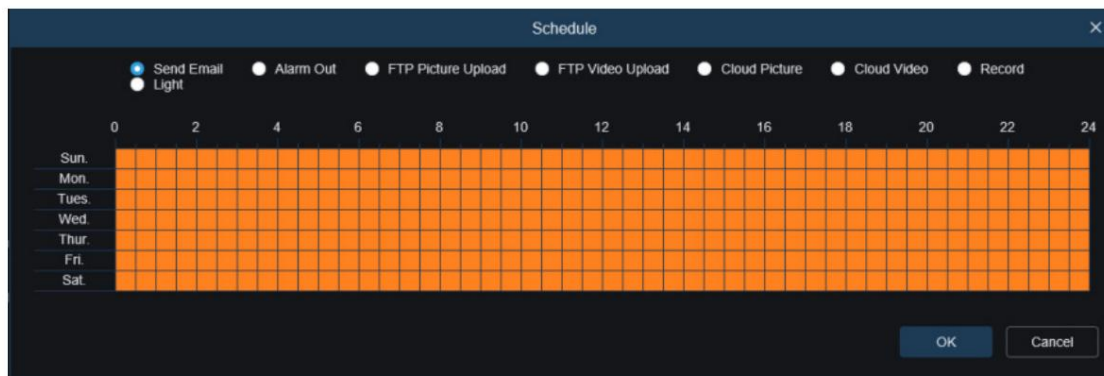 Schedule
Send Email Alarm Out FTP Picture Upload FTP Video Upload Cloud Picture Cloud Video Record
Light
0 2 4 6 8 10 12 14 16 18 20 22 24
Sun.
Mon.
Tues.
Wed.
Thur.
Fri.
Sat.
OK Cancel